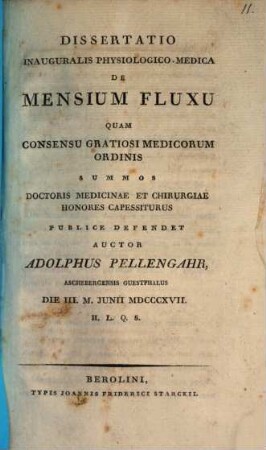 11.
DISSERTATIO
INAUGURALIS PHYSIOLOGICO-MEDICA
DE
MENSIUM FLUXU
QUAM
CONSENSU GRATIOSI MEDICORUM
ORDINIS
SUMMOS
DOCTORIS MEDICINAE ET CHIRURGIAE
HONORES CAPESSITURUS
PUBLICE DEFENDET
AUCTOR
ADOLPHUS PELLENGAHR,
ASCHEBERGENSIS GUESTPHALUS
DIE III. M. JUNII MDCCCXVII.
H. L. Q. S.
BEROLINI,
TYPIS JOANNIS FRIDERICI STARCKII.